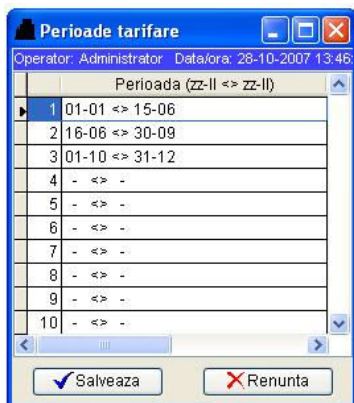 Perioade tarifare
Operator: Administrator Data/ora: 28-10-2007 13:46:
Perioada (zz-ll <> zz-ll)
1 01-01 <> 15-06
2 16-06 <> 30-09
3 01-10 <> 31-12
4 - <> -
5 - <> -
6 - <> -
7 - <> -
8 - <> -
9 - <> -
10 - <> -
Salveaza Renunta